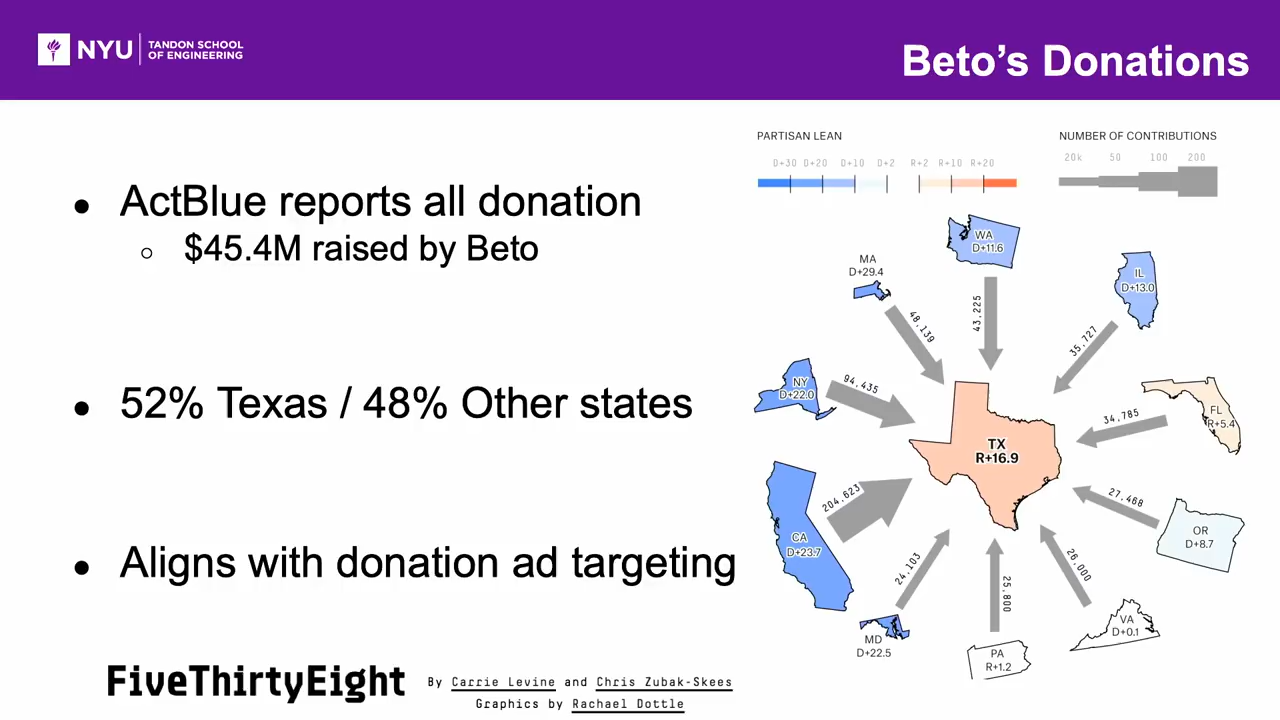 NYU
TANDON SCHOOL
OF ENGINEERING
Beto's Donations
● ActBlue reports all donation
○ $45.4M raised by Beto
● 52% Texas / 48% Other states
● Aligns with donation ad targeting
FiveThirtyEight
By Carrie Levine and Chris Zubak-Skees
Graphics by Rachael Dottle
PARTISAN LEAN
D+30 D+20 D+10 D+2 R+2 R+10 R+20
NUMBER OF CONTRIBUTIONS
20k 50 100 200
WA
D+11.6
43,225
MA
D+29.4
48,139
IL
D+13.0
35,727
NY
D+22.0
94,435
FL
R+5.4
34,785
TX
R+16.9
CA
D+23.7
204,623
OR
D+8.7
27,468
MD
D+22.5
24,103
PA
R+1.2
25,800
VA
D+0.1
26,000